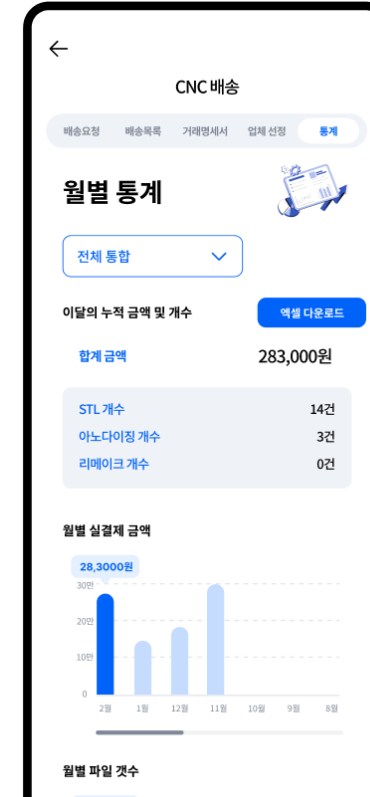 CNC 배송
배송요청 배송목록 거래명세서 업체 선정 통계
월별 통계
전체 통합
이달의 누적 금액 및 개수 엑셀 다운로드
합계 금액 283,000원
STL 개수 14건
아노다이징 개수 3건
리메이크 개수 0건
월별 실결제 금액
28,3000원
30만
20만
10만
0
2월 1월 12월 11월 10월 9월 8월
월별 파일 갯수